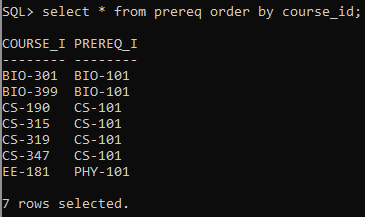 SQL> select * from prereq order by course_id;
COURSE_I PREREQ_I
-------- --------
BIO-301  BIO-101
BIO-399  BIO-101
CS-190   CS-101
CS-315   CS-101
CS-319   CS-101
CS-347   CS-101
EE-181   PHY-101
7 rows selected.